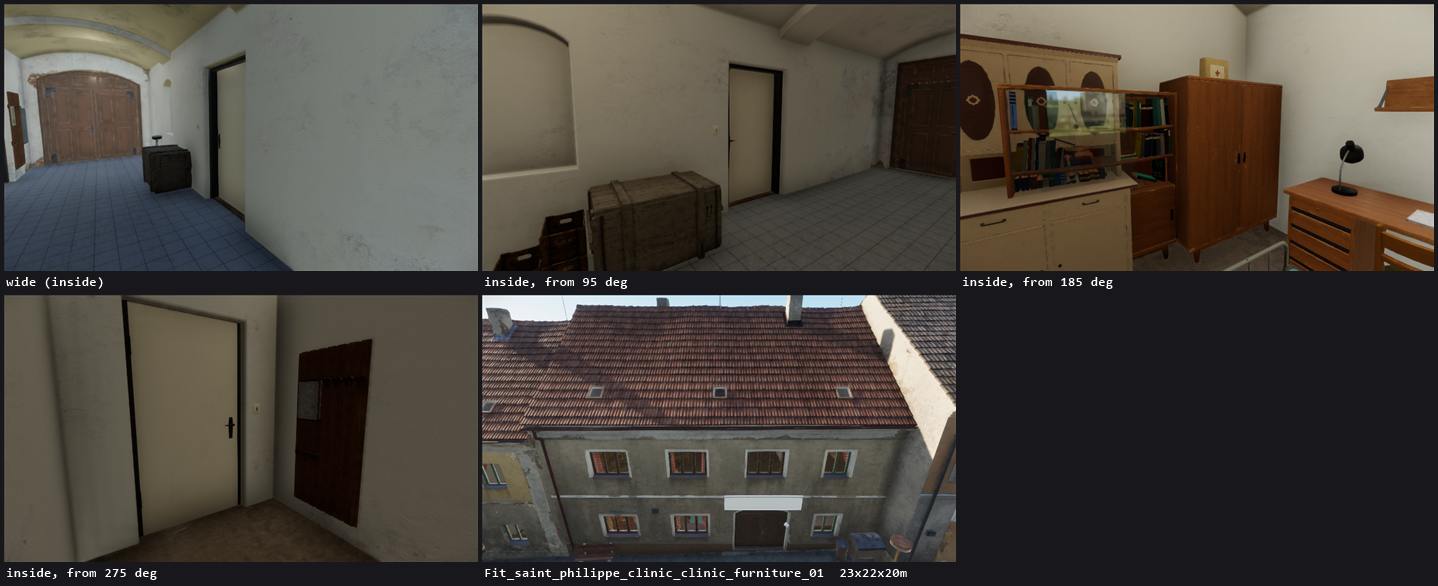 wide (inside)
inside, from 95 deg
inside, from 185 deg
inside, from 275 deg
Fit_saint_philippe_clinic_clinic_furniture_01  23x22x20m